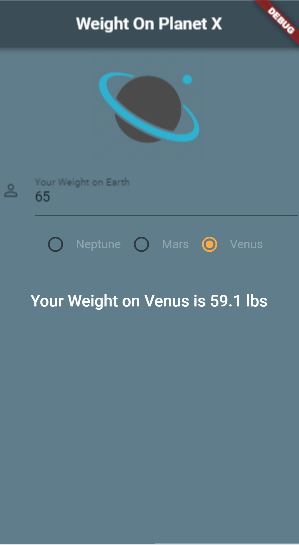 Weight On Planet X
DEBUG
Your Weight on Earth
65
Neptune Mars Venus
Your Weight on Venus is 59.1 lbs